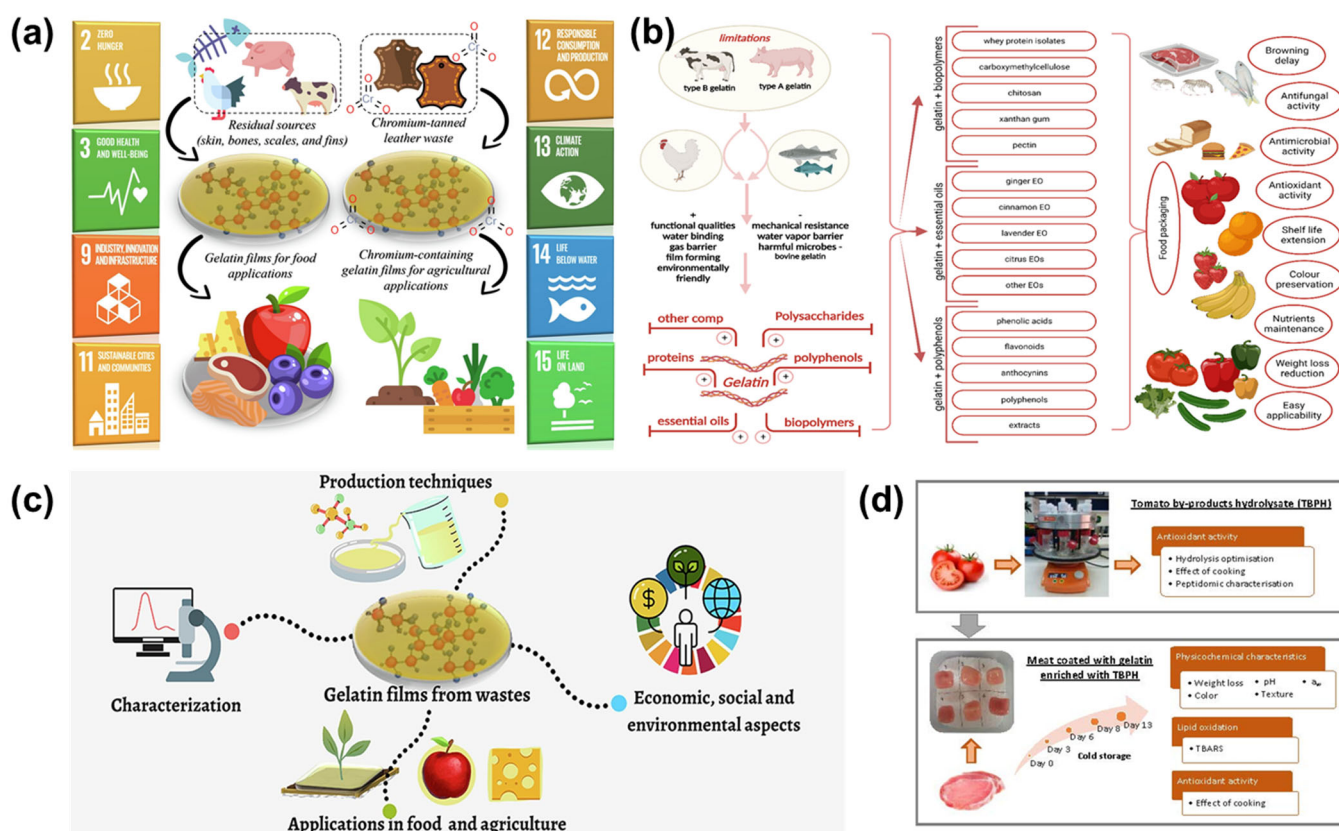 (a)
2 ZERO
HUNGER
3 GOOD HEALTH
AND WELL-BEING
9 INDUSTRY, INNOVATION
AND INFRASTRUCTURE
11 SUSTAINABLE CITIES
AND COMMUNITIES
Residual sources
(skin, bones, scales, and fins)
Chromium-tanned
leather waste
O
Cr
O
O
O
Cr
O
O
O
Cr
O
O
Gelatin films for food
applications
Chromium-containing
gelatin films for agricultural
applications
12 RESPONSIBLE
CONSUMPTION
AND PRODUCTION
13 CLIMATE
ACTION
14 LIFE
BELOW WATER
15 LIFE
ON LAND
(b)
limitations
type B gelatin
type A gelatin
+
functional qualities
water binding
gas barrier
film forming
environmentally
friendly
-
mechanical resistance
water vapor barrier
harmful microbes -
bovine gelatin
other comp
Polysaccharides
proteins
polyphenols
Gelatin
essential oils
biopolymers
gelatin + biopolymers
whey protein isolates
carboxymethylcellulose
chitosan
xanthan gum
pectin
gelatin + essential oils
ginger EO
cinnamon EO
lavender EO
citrus EOs
other EOs
gelatin + polyphenols
phenolic acids
flavonoids
anthocynins
polyphenols
extracts
Food packaging
Browning
delay
Antifungal
activity
Antimicrobial
activity
Antioxidant
activity
Shelf life
extension
Colour
preservation
Nutrients
maintenance
Weight loss
reduction
Easy
applicability
(c)
Production techniques
Characterization
Gelatin films from wastes
$
Economic, social and
environmental aspects
Applications in food and agriculture
(d)
Tomato by-products hydrolysate (TBPH)
Antioxidant activity
• Hydrolysis optimisation
• Effect of cooking
• Peptidomic characterisation
Meat coated with gelatin
enriched with TBPH
Day 0
Day 3
Day 6
Day 8
Day 13
Cold storage
Physicochemical characteristics
• Weight loss • pH • aw
• Color • Texture
Lipid oxidation
• TBARS
Antioxidant activity
• Effect of cooking